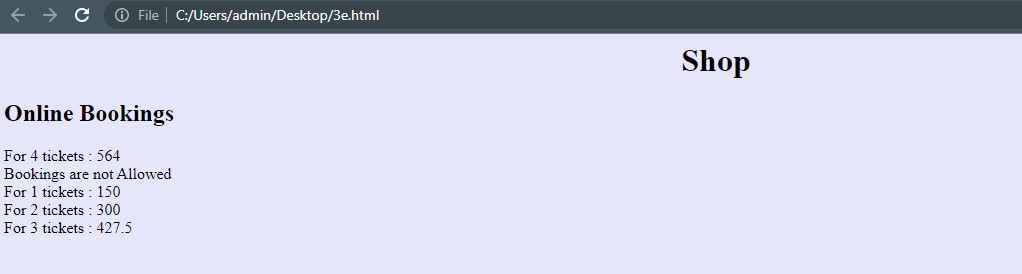 File C:/Users/admin/Desktop/3e.html
Shop
Online Bookings
For 4 tickets : 564
Bookings are not Allowed
For 1 tickets : 150
For 2 tickets : 300
For 3 tickets : 427.5